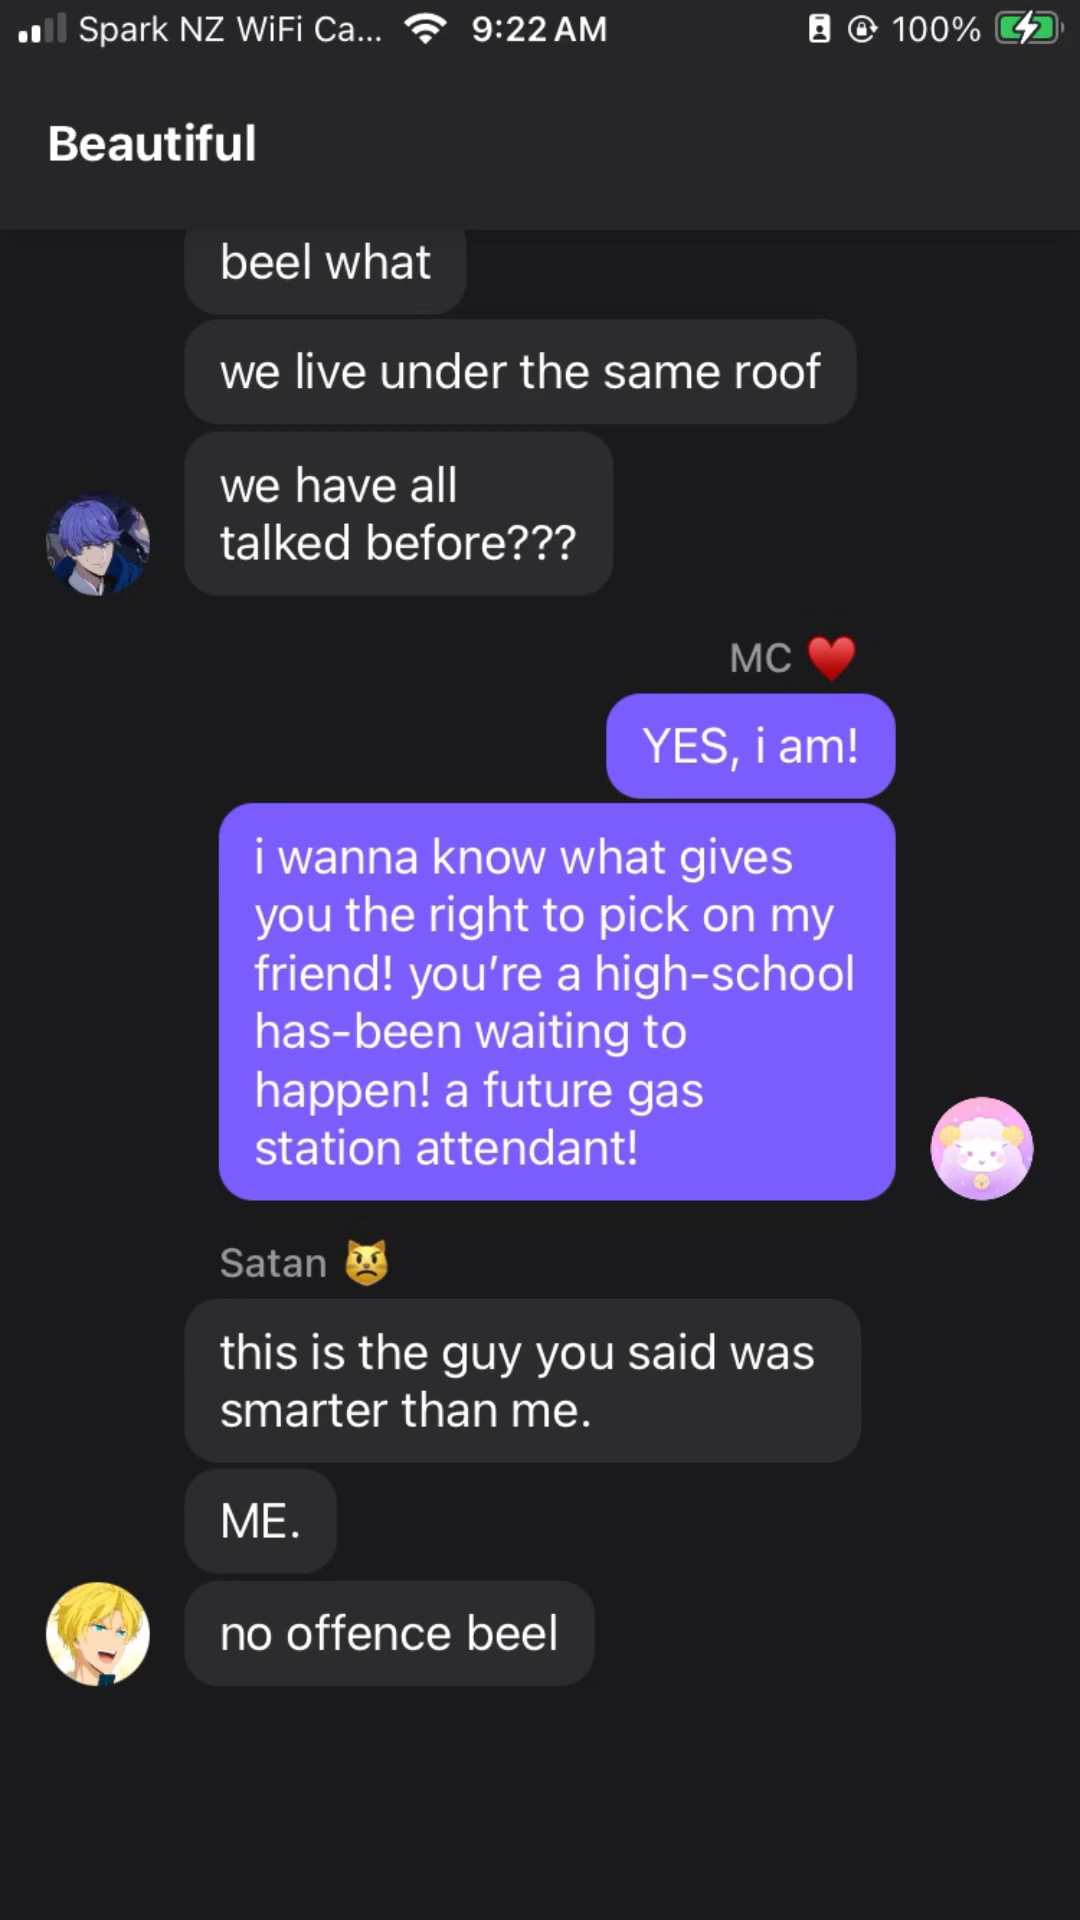 Spark NZ WiFi Ca... 9:22 AM 100%
Beautiful
beel what
we live under the same roof
we have all
talked before???
MC ♥️
YES, i am!
i wanna know what gives
you the right to pick on my
friend! you’re a high-school
has-been waiting to
happen! a future gas
station attendant!
Satan 😾
this is the guy you said was
smarter than me.
ME.
no offence beel